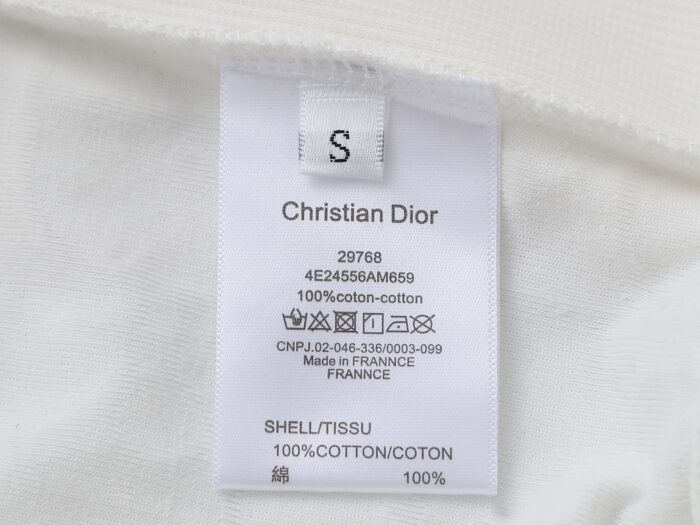 S
Christian Dior
29768
4E24556AM659
100%coton-cotton
CNPJ.02-046-336/0003-099
Made in FRANNCE
FRANNCE
SHELL/TISSU
100%COTTON/COTON
綿 100%